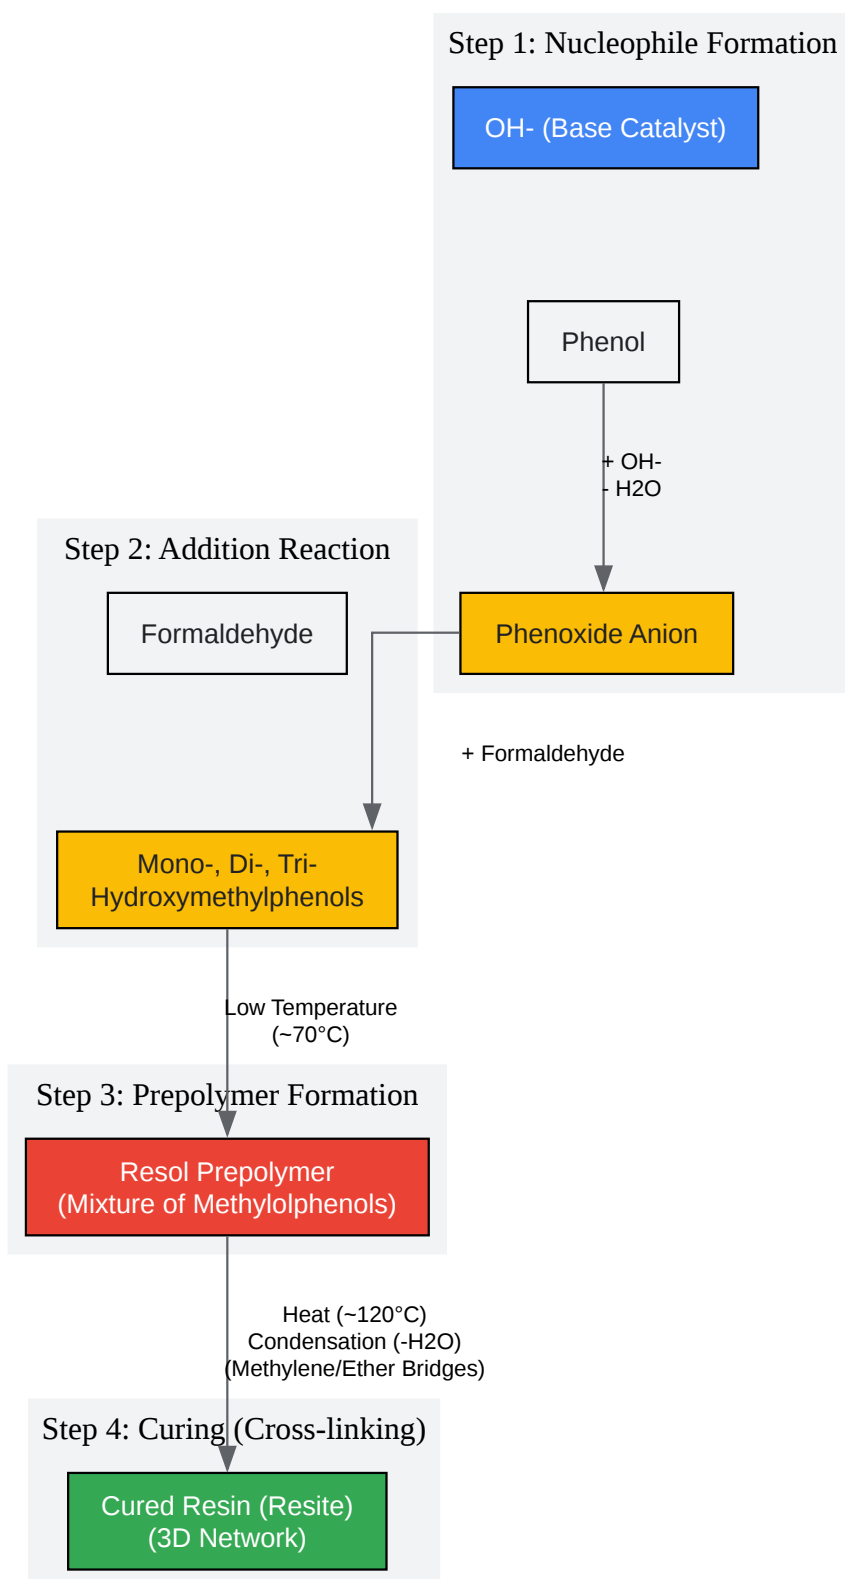 Step 1: Nucleophile Formation
OH- (Base Catalyst)
Phenol
+ OH-
- H2O
Step 2: Addition Reaction
Formaldehyde
Phenoxide Anion
+ Formaldehyde
Mono-, Di-, Tri-
Hydroxymethylphenols
Low Temperature
(~70°C)
Step 3: Prepolymer Formation
Resol Prepolymer
(Mixture of Methylolphenols)
Heat (~120°C)
Condensation (-H2O)
(Methylene/Ether Bridges)
Step 4: Curing (Cross-linking)
Cured Resin (Resite)
(3D Network)